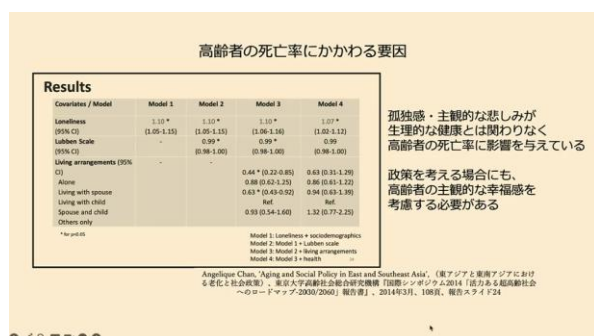 高齢者の死亡率にかかわる要因
Results
Covariates / Model Model 1 Model 2 Model 3 Model 4
Loneliness 1.10 * 1.10 * 1.10 * 1.07 *
(95% CI) (1.05-1.15) (1.05-1.15) (1.06-1.16) (1.02-1.12)
Lubben Scale - 0.99 * 0.99 * 0.99
(95% CI) (0.98-1.00) (0.98-1.00) (0.98-1.00)
Living arrangements (95% - -
CI) 0.44 * (0.22-0.85) 0.63 (0.31-1.29)
Alone 0.88 (0.62-1.25) 0.86 (0.61-1.22)
Living with spouse 0.63 * (0.43-0.92) 0.94 (0.63-1.39)
Living with child Ref. Ref.
Spouse and child 0.93 (0.54-1.60) 1.32 (0.77-2.25)
Others only
* for p<0.05
Model 1: Loneliness + sociodemographics
Model 2: Model 1 + Lubben scale
Model 3: Model 2 + living arrangements
Model 4: Model 3 + health
孤独感・主観的な悲しみが
生理的な健康とは関わりなく
高齢者の死亡率に影響を与えている
政策を考える場合にも、
高齢者の主観的な幸福感を
考慮する必要がある
Angelique Chan, 'Aging and Social Policy in East and Southeast Asia', （東アジアと東南アジアにおけ
る老化と社会政策）、東京大学高齢社会総合研究機構『国際シンポジウム2014「活力ある超高齢社会
へのロードマップ-2030/2060」報告書』、2014年3月、108頁、報告スライド24